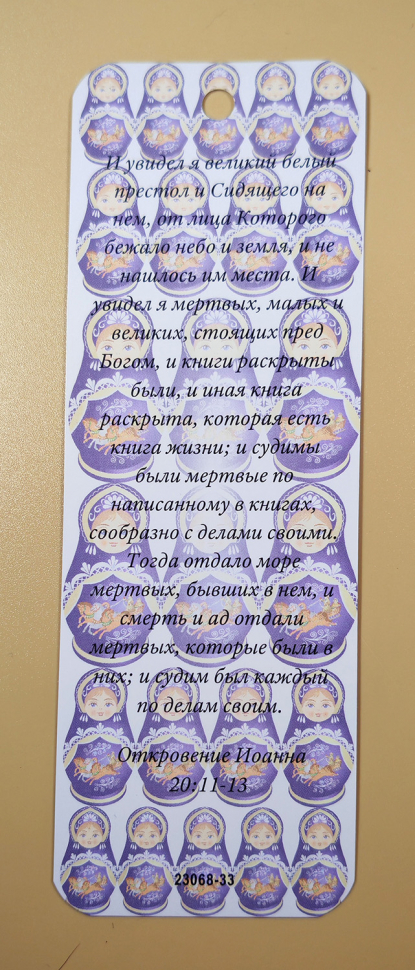 И увидел я великий белый
престол и Сидящего на
нем, от лица Которого
бежало небо и земля, и не
нашлось им места. И
увидел я мертвых, малых и
великих, стоящих пред
Богом, и книги раскрыты
были, и иная книга
раскрыта, которая есть
книга жизни; и судимы
были мертвые по
написанному в книгах,
сообразно с делами своими.
Тогда отдало море
мертвых, бывших в нем, и
смерть и ад отдали
мертвых, которые были в
них; и судим был каждый
по делам своим.
Откровение Иоанна
20:11-13
23068-33